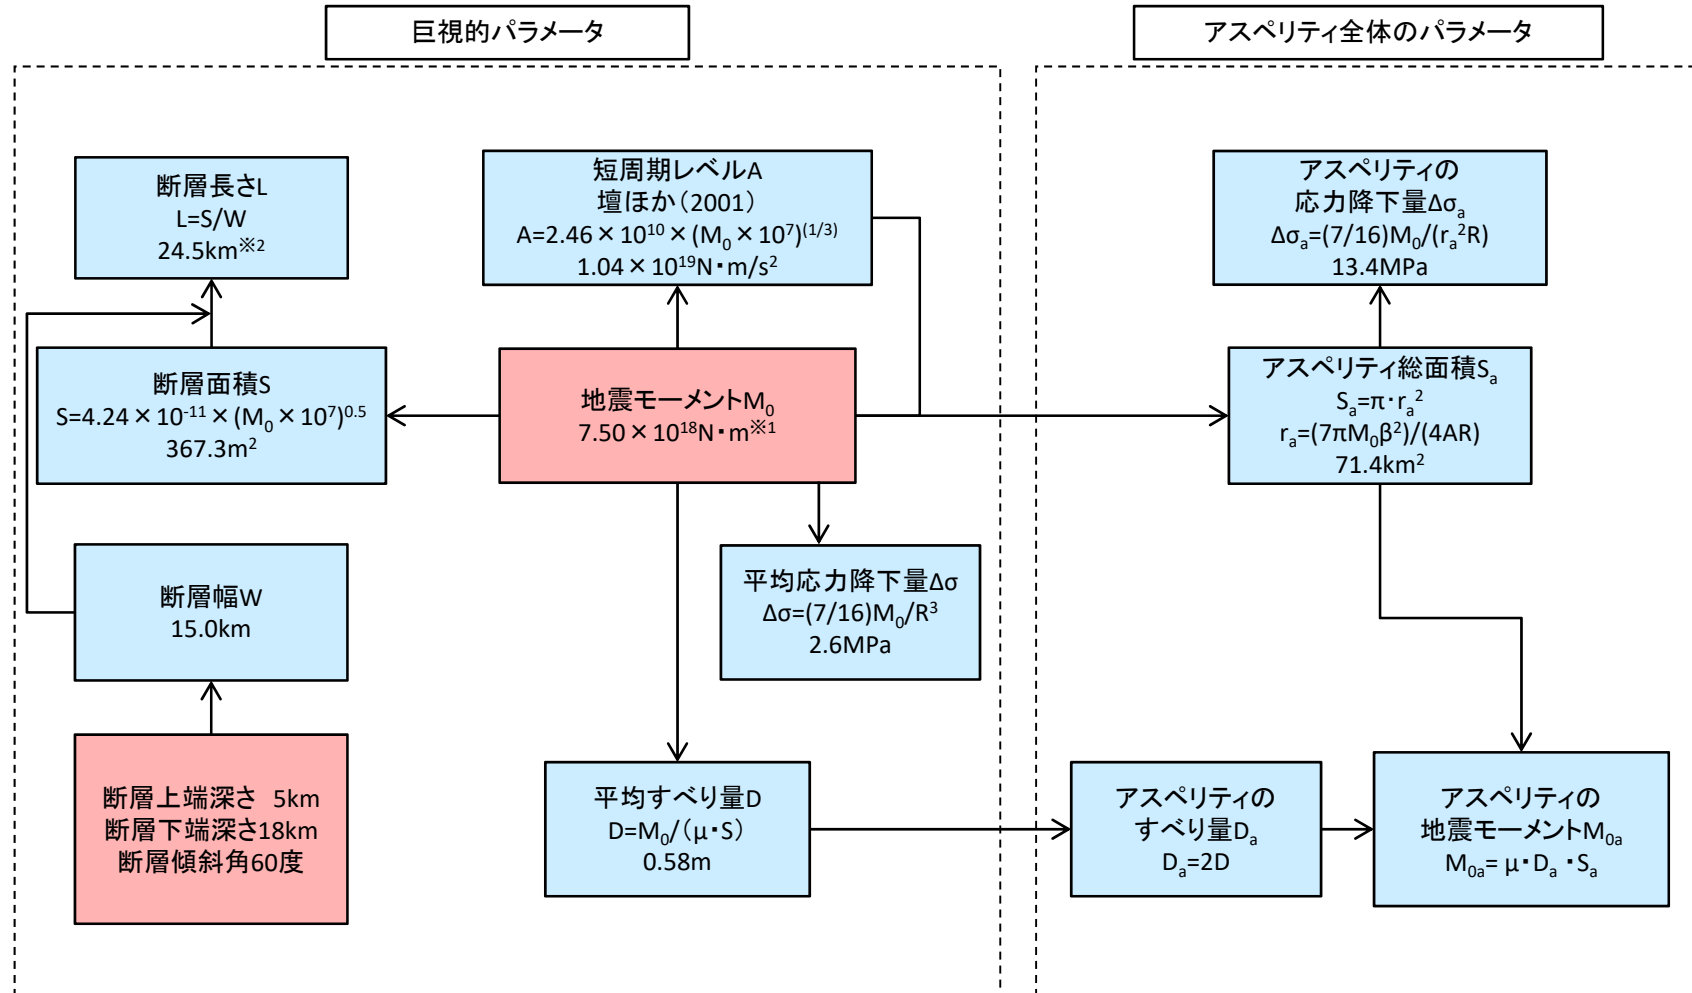 巨視的パラメータ
アスペリティ全体のパラメータ
断層長さL
L=S/W
24.5km※2
短周期レベルA
壇ほか（2001）
A=2.46×10¹⁰×(M₀×10⁷)⁽¹/³⁾
1.04×10¹⁹N・m/s²
アスペリティの
応力降下量Δσₐ
Δσₐ=(7/16)M₀/(rₐ²R)
13.4MPa
断層面積S
S=4.24×10⁻¹¹×(M₀×10⁷)⁰·⁵
367.3m²
地震モーメントM₀
7.50×10¹⁸N・m※1
アスペリティ総面積Sₐ
Sₐ=π・rₐ²
rₐ=(7πM₀β²)/(4AR)
71.4km²
断層幅W
15.0km
平均応力降下量Δσ
Δσ=(7/16)M₀/R³
2.6MPa
断層上端深さ 5km
断層下端深さ18km
断層傾斜角60度
平均すべり量D
D=M₀/(μ・S)
0.58m
アスペリティの
すべり量Dₐ
Dₐ=2D
アスペリティの
地震モーメントM₀ₐ
M₀ₐ= μ・Dₐ・Sₐ